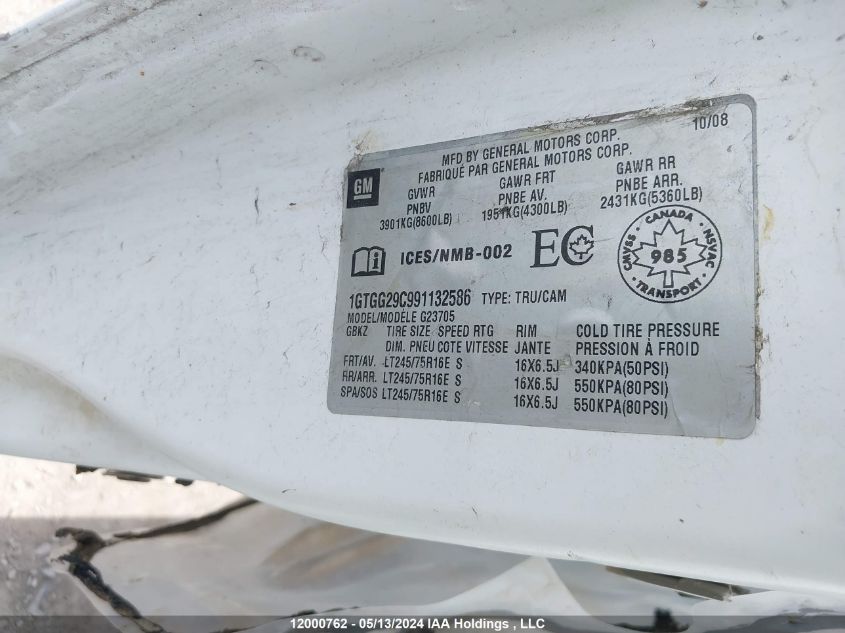 10/08
MFD BY GENERAL MOTORS CORP.
FABRIQUÉ PAR GENERAL MOTORS CORP.
GM
GVWR GAWR FRT GAWR RR
PNBV PNBE AV. PNBE ARR.
3901KG(8600LB) 1951KG(4300LB) 2431KG(5360LB)
ICES/NMB-002 EC
CANADA
CMVSS 985 NSVAC
TRANSPORT
1GTGG29C991132586 TYPE: TRU/CAM
MODEL/MODÈLE G23705
GBKZ TIRE SIZE SPEED RTG RIM COLD TIRE PRESSURE
DIM. PNEU COTE VITESSE JANTE PRESSION À FROID
FRT/AV. LT245/75R16E S 16X6.5J 340KPA(50PSI)
RR/ARR. LT245/75R16E S 16X6.5J 550KPA(80PSI)
SPA/SOS LT245/75R16E S 16X6.5J 550KPA(80PSI)
12000762 - 05/13/2024 IAA Holdings , LLC